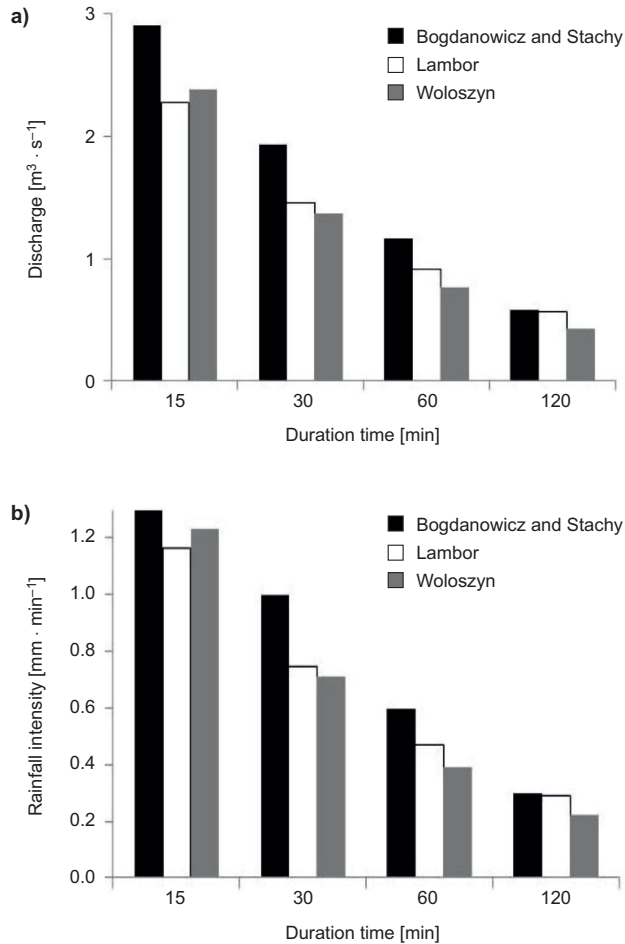 a)
3
2
1
0
Discharge [m³ · s⁻¹]
Bogdanowicz and Stachy
Lambor
Woloszyn
15 30 60 120
Duration time [min]
b)
1.2
1.0
0.8
0.6
0.4
0.2
0.0
Rainfall intensity [mm · min⁻¹]
Bogdanowicz and Stachy
Lambor
Woloszyn
15 30 60 120
Duration time [min]